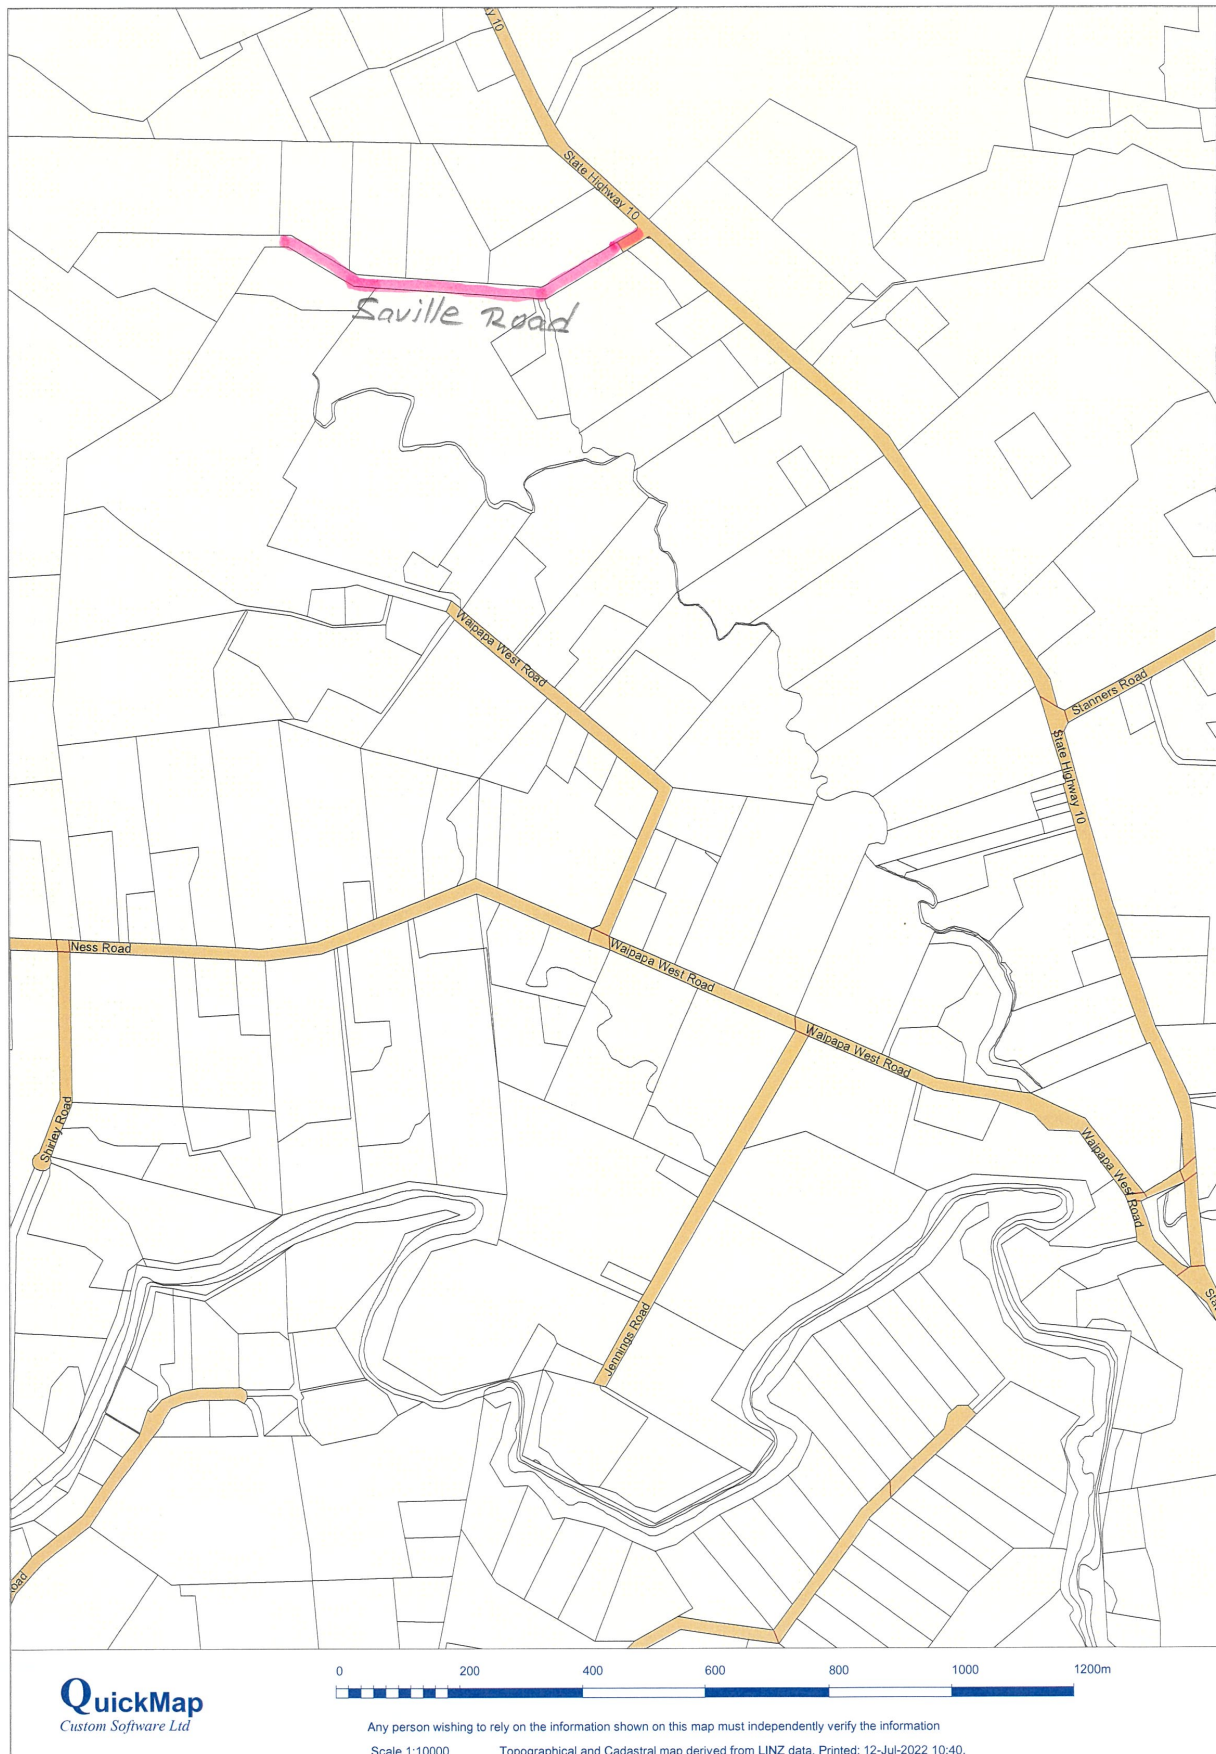 y 10
State Highway 10
Saville Road
Waipapa West Road
Stanners Road
State Highway 10
Ness Road
Waipapa West Road
Waipapa West Road
Shirley Road
Waipapa West Road
Jennings Road
Sta
oad
0 200 400 600 800 1000 1200m
QuickMap
Custom Software Ltd
Any person wishing to rely on the information shown on this map must independently verify the information
Scale 1:10000 Topographical and Cadastral map derived from LINZ data. Printed: 12-Jul-2022 10:40.